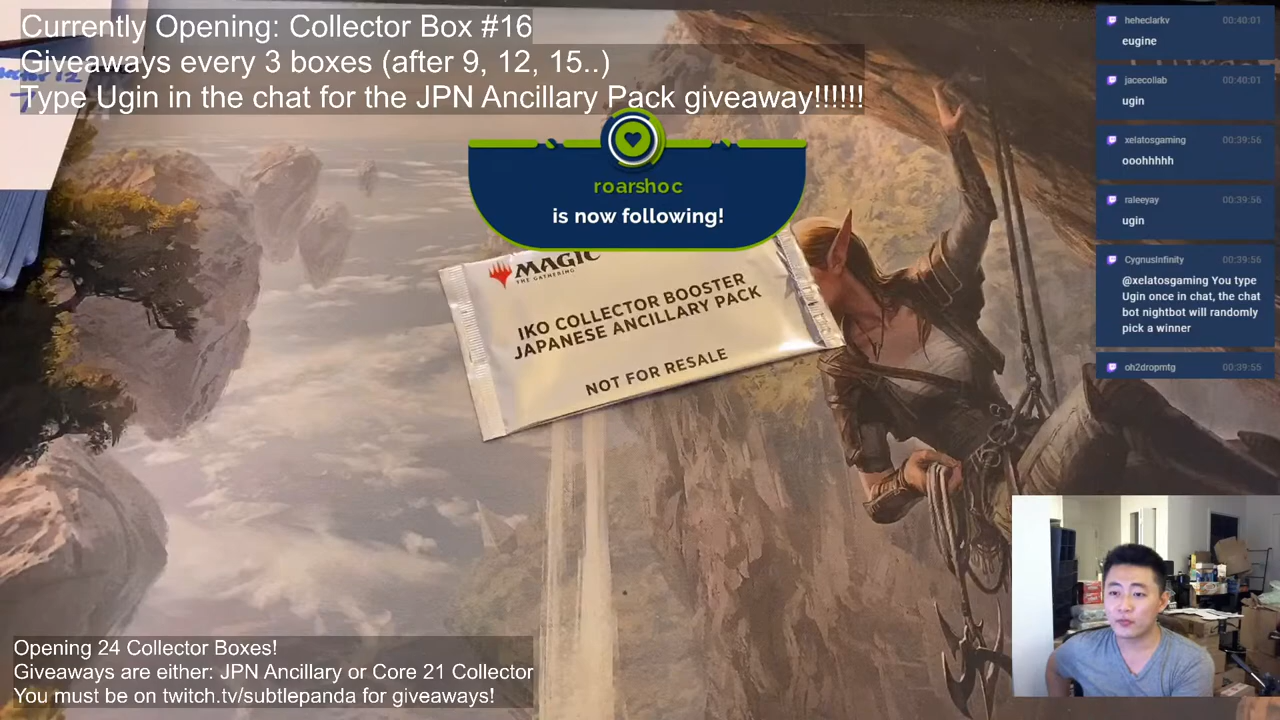 Currently Opening: Collector Box #16
Giveaways every 3 boxes (after 9, 12, 15..)
Type Ugin in the chat for the JPN Ancillary Pack giveaway!!!!!!
roarshoc
is now following!
MAGIC
THE GATHERING
IKO COLLECTOR BOOSTER
JAPANESE ANCILLARY PACK
NOT FOR RESALE
heheclarkv 00:40:01
eugine
jacecollab 00:40:01
ugin
xelatosgaming 00:39:56
ooohhhhh
raleeyay 00:39:56
ugin
CygnusInfinity 00:39:56
@xelatosgaming You type
Ugin once in chat, the chat
bot nightbot will randomly
pick a winner
oh2dropmtg 00:39:55
Opening 24 Collector Boxes!
Giveaways are either: JPN Ancillary or Core 21 Collector
You must be on twitch.tv/subtlepanda for giveaways!